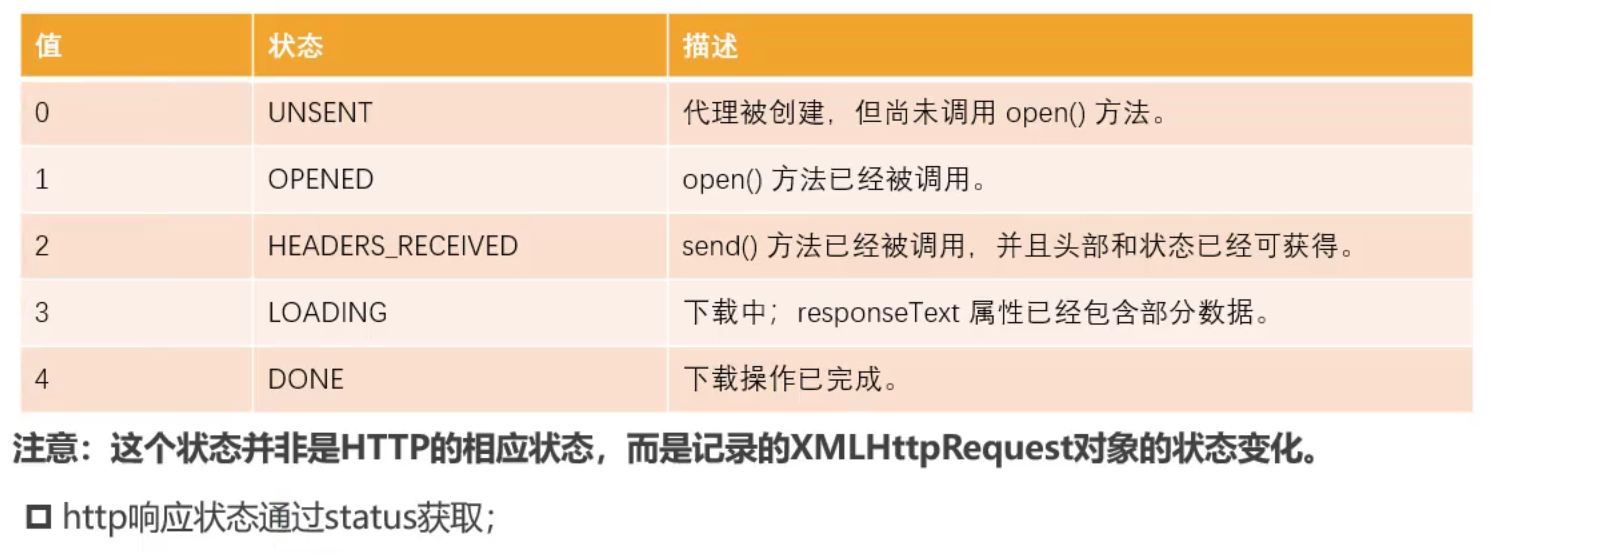 值 状态 描述
0 UNSENT 代理被创建，但尚未调用 open() 方法。
1 OPENED open() 方法已经被调用。
2 HEADERS_RECEIVED send() 方法已经被调用，并且头部和状态已经可获得。
3 LOADING 下载中；responseText 属性已经包含部分数据。
4 DONE 下载操作已完成。
注意：这个状态并非是HTTP的相应状态，而是记录的XMLHttpRequest对象的状态变化。
http响应状态通过status获取；